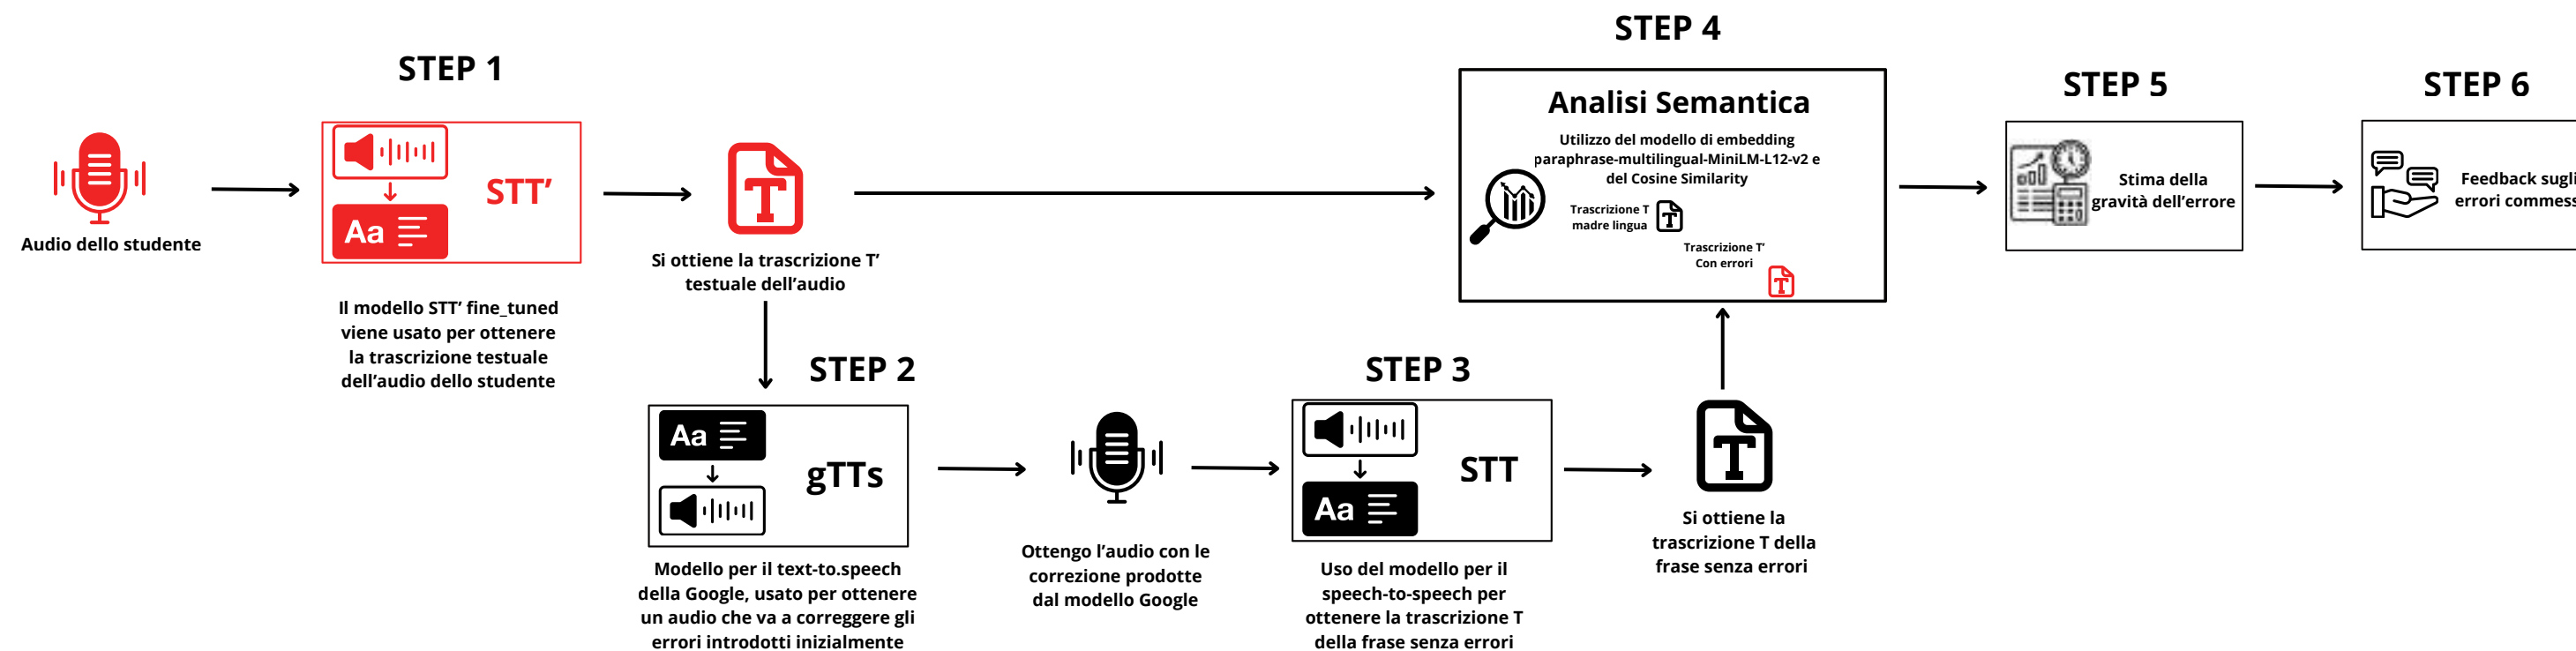 STEP 1
Audio dello studente
Aa
STT’
Il modello STT’ fine_tuned
viene usato per ottenere
la trascrizione testuale
dell’audio dello studente
T
Si ottiene la trascrizione T’
testuale dell’audio
STEP 2
Aa
gTTs
Modello per il text-to.speech
della Google, usato per ottenere
un audio che va a correggere gli
errori introdotti inizialmente
Ottengo l’audio con le
correzione prodotte
dal modello Google
STEP 3
Aa
STT
Uso del modello per il
speech-to-speech per
ottenere la trascrizione T
della frase senza errori
T
Si ottiene la
trascrizione T della
frase senza errori
STEP 4
Analisi Semantica
Utilizzo del modello di embedding
paraphrase-multilingual-MiniLM-L12-v2 e
del Cosine Similarity
Trascrizione T
madre lingua
T
Trascrizione T’
Con errori
T
STEP 5
Stima della
gravità dell’errore
STEP 6
Feedback sugli
errori commess